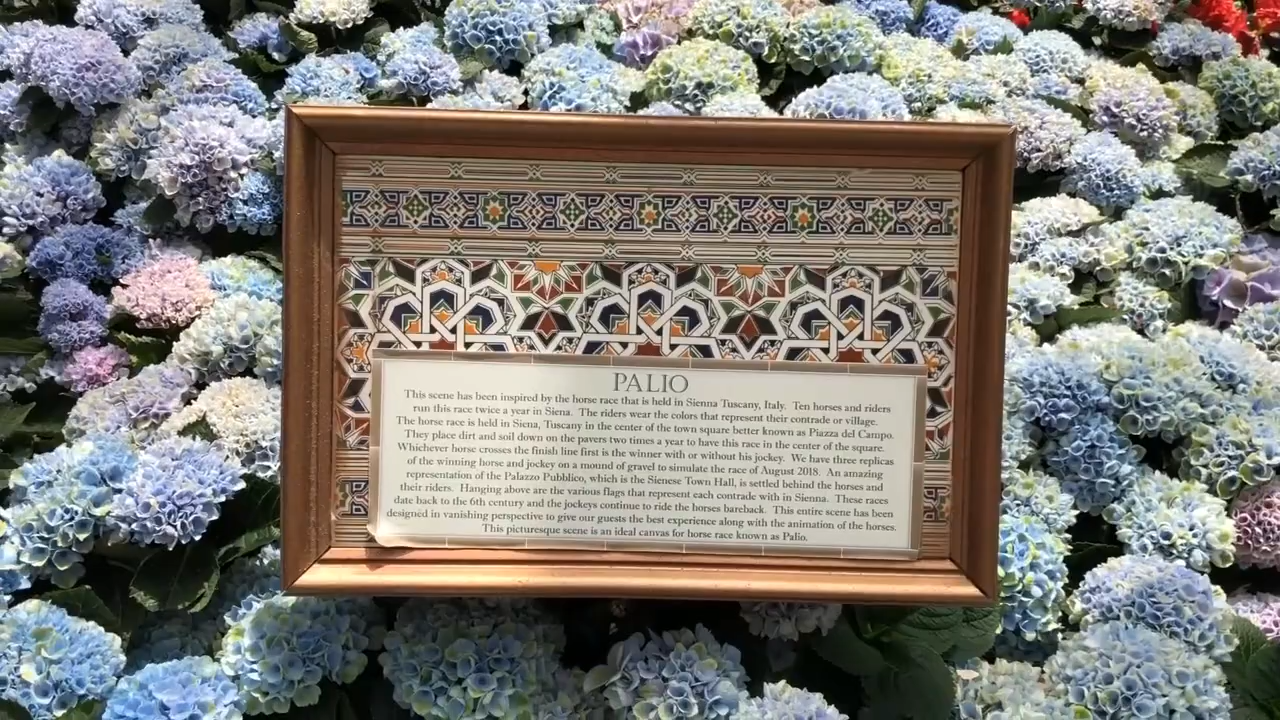 PALIO
This scene has been inspired by the horse race that is held in Sienna Tuscany, Italy. Ten horses and riders
run this race twice a year in Siena. The riders wear the colors that represent their contrade or village.
The horse race is held in Siena, Tuscany in the center of the town square better known as Piazza del Campo.
They place dirt and soil down on the pavers two times a year to have this race in the center of the square.
Whichever horse crosses the finish line first is the winner with or without his jockey. We have three replicas
of the winning horse and jockey on a mound of gravel to simulate the race of August 2018. An amazing
representation of the Palazzo Pubblico, which is the Sienese Town Hall, is settled behind the horses and
their riders. Hanging above are the various flags that represent each contrade with in Sienna. These races
date back to the 6th century and the jockeys continue to ride the horses bareback. This entire scene has been
designed in vanishing perspective to give our guests the best experience along with the animation of the horses.
This picturesque scene is an ideal canvas for horse race known as Palio.